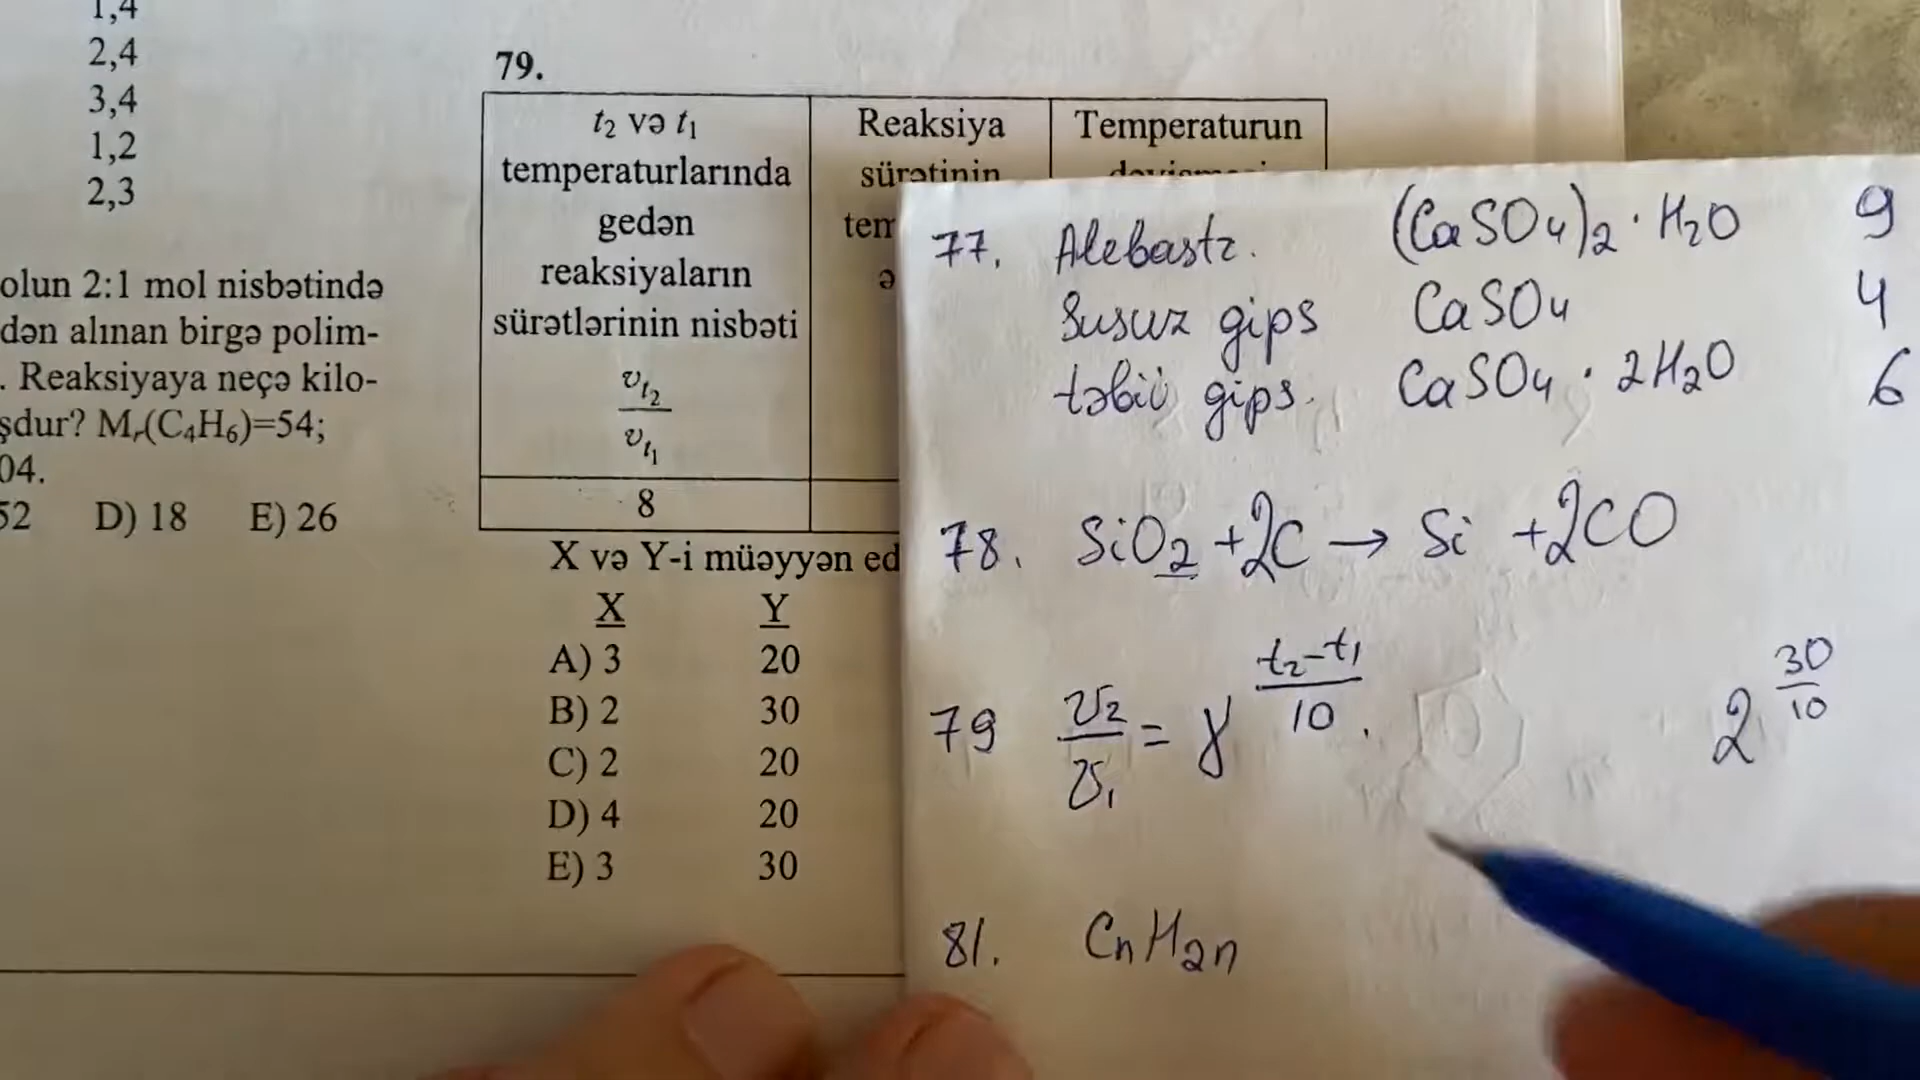 1,4
2,4
3,4
1,2
2,3
olun 2:1 mol nisbətində
dən alınan birgə polim-
. Reaksiyaya neçə kilo-
şdur? Mr(C4H6)=54;
04.
52 D) 18 E) 26
79.
t2 və t1
temperaturlarında
gedən
reaksiyaların
sürətlərinin nisbəti
vt2
vt1
8
Reaksiya
sürətinin
tem
ə
Temperaturun
X və Y-i müəyyən ed
X Y
A) 3 20
B) 2 30
C) 2 20
D) 4 20
E) 3 30
77. Alebastr. (CaSO4)2 · H2O 9
Susuz gips CaSO4 4
təbii gips. CaSO4 · 2H2O 6
78. SiO2 +2C → Si +2CO
79 v2/v1 = γ^(t2-t1)/10. 2^30/10
81. CnH2n